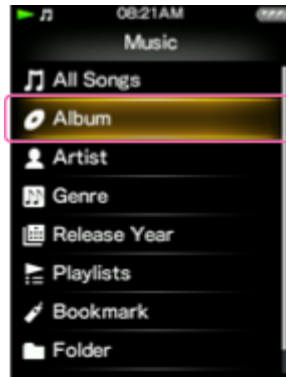 08:21AM
Music
All Songs
Album
Artist
Genre
Release Year
Playlists
Bookmark
Folder